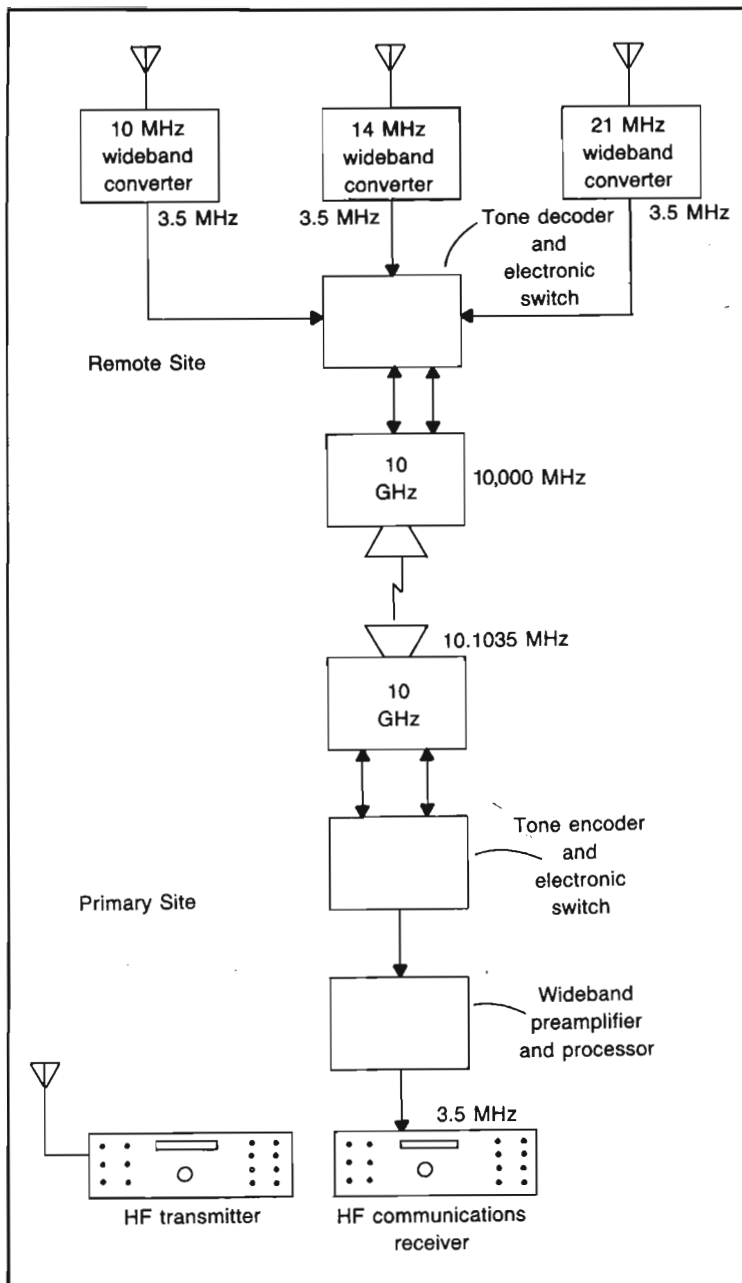 10 MHz
wideband
converter
14 MHz
wideband
converter
21 MHz
wideband
converter
3.5 MHz
3.5 MHz
3.5 MHz
Tone decoder
and
electronic
switch
Remote Site
10
GHz
10,000 MHz
10.1035 MHz
10
GHz
Tone encoder
and
electronic
switch
Primary Site
Wideband
preamplifier
and processor
3.5 MHz
HF transmitter
HF communications
receiver